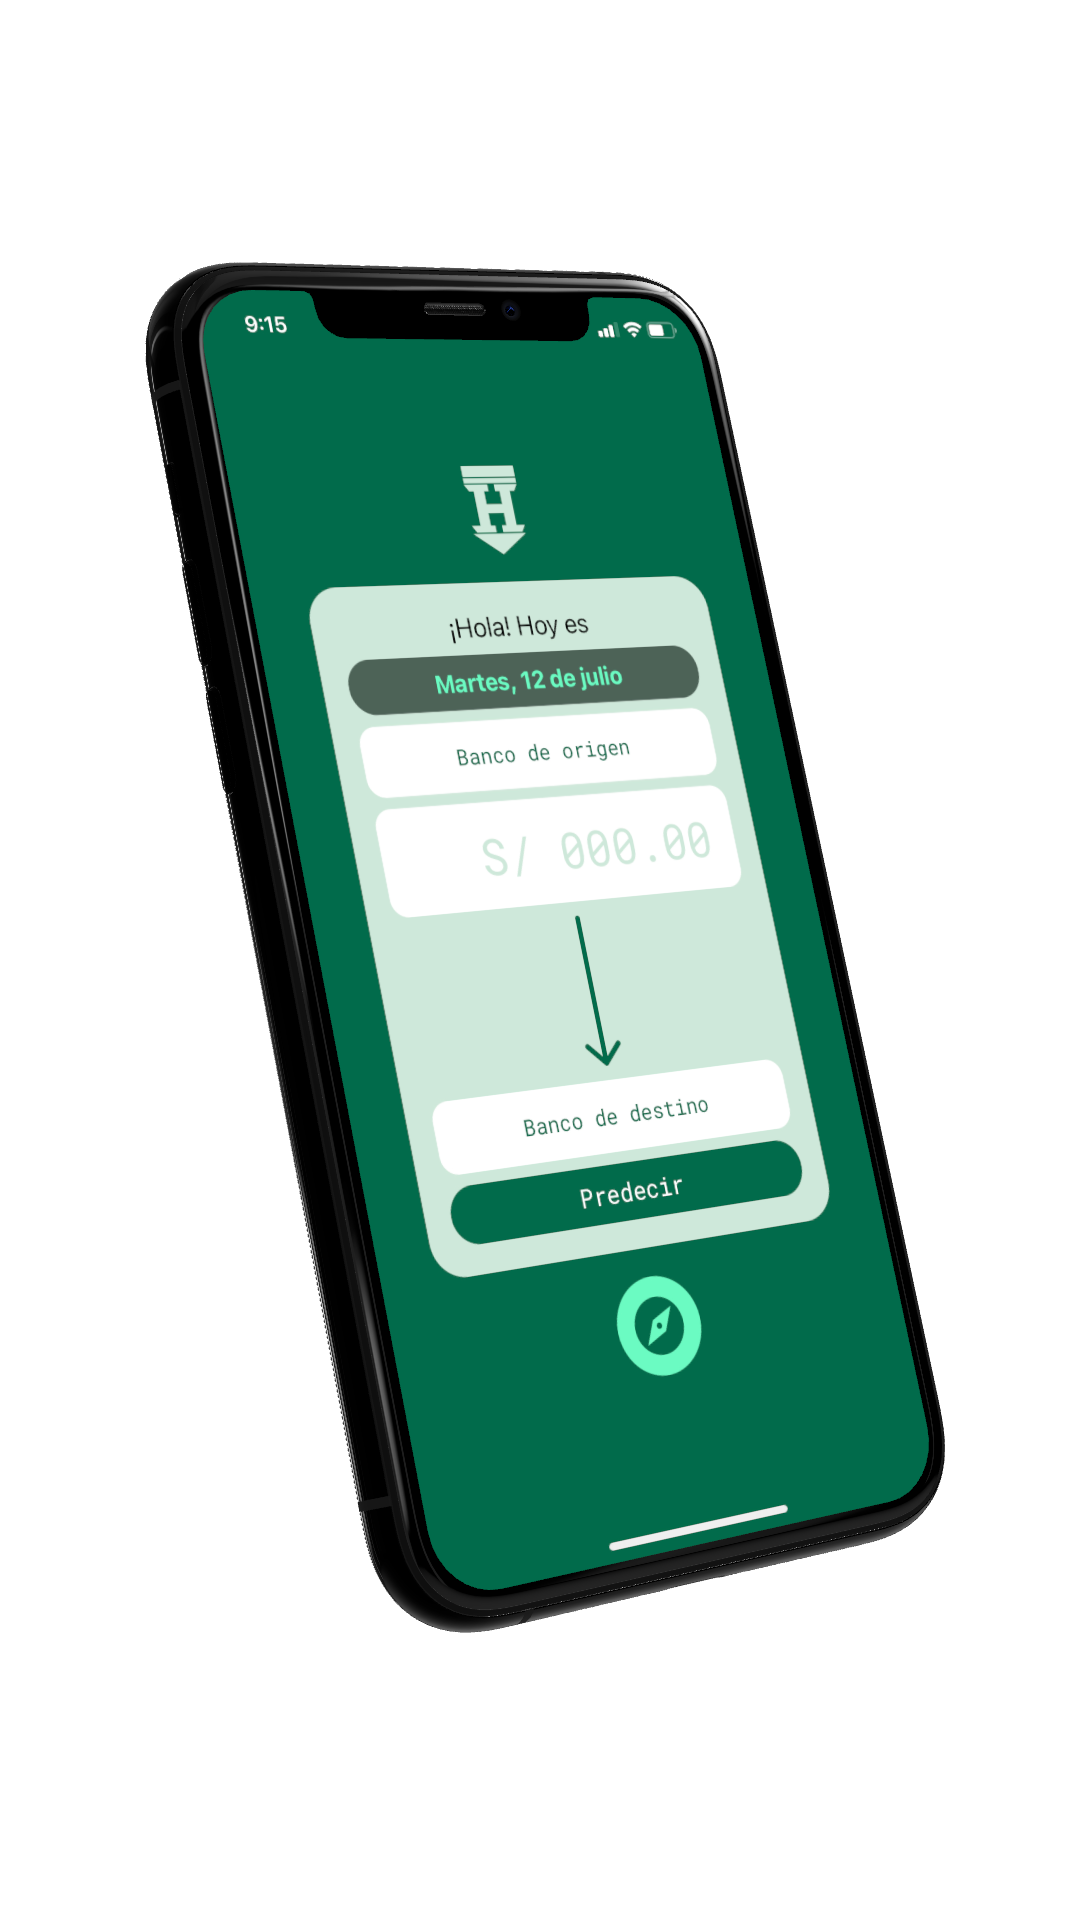 9:15
H
¡Hola! Hoy es
Martes, 12 de julio
Banco de origen
S/ 000.00
Banco de destino
Predecir